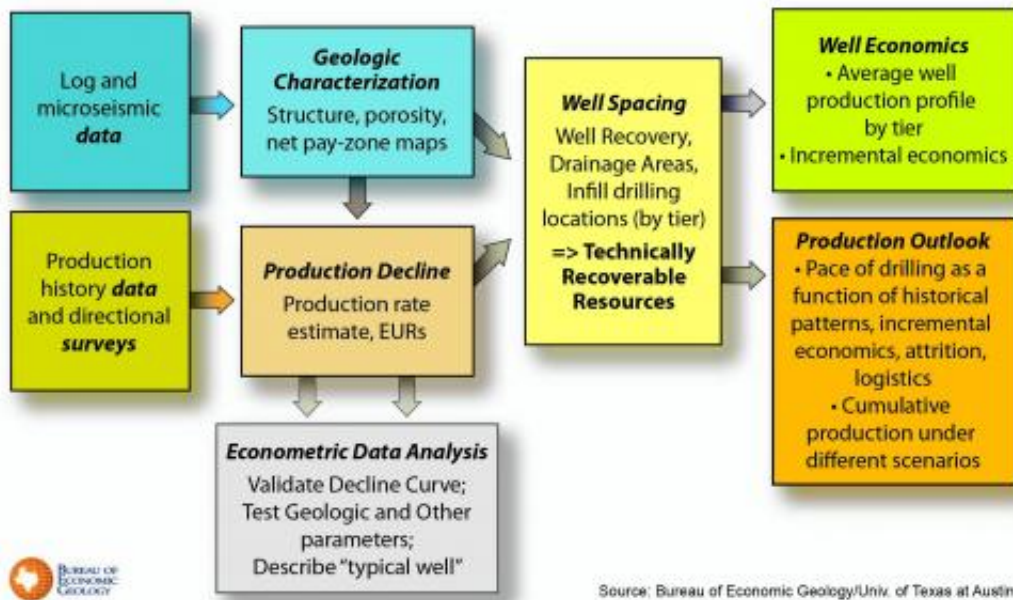 Log and
microseismic
data
Geologic
Characterization
Structure, porosity,
net pay-zone maps
Production
history data
and directional
surveys
Production Decline
Production rate
estimate, EURs
Econometric Data Analysis
Validate Decline Curve;
Test Geologic and Other
parameters;
Describe "typical well"
Well Spacing
Well Recovery,
Drainage Areas,
Infill drilling
locations (by tier)
=> Technically
Recoverable
Resources
Well Economics
• Average well
production profile
by tier
• Incremental economics
Production Outlook
• Pace of drilling as a
function of historical
patterns, incremental
economics, attrition,
logistics
• Cumulative
production under
different scenarios
BUREAU OF
ECONOMIC
GEOLOGY
Source: Bureau of Economic Geology/Univ. of Texas at Austin